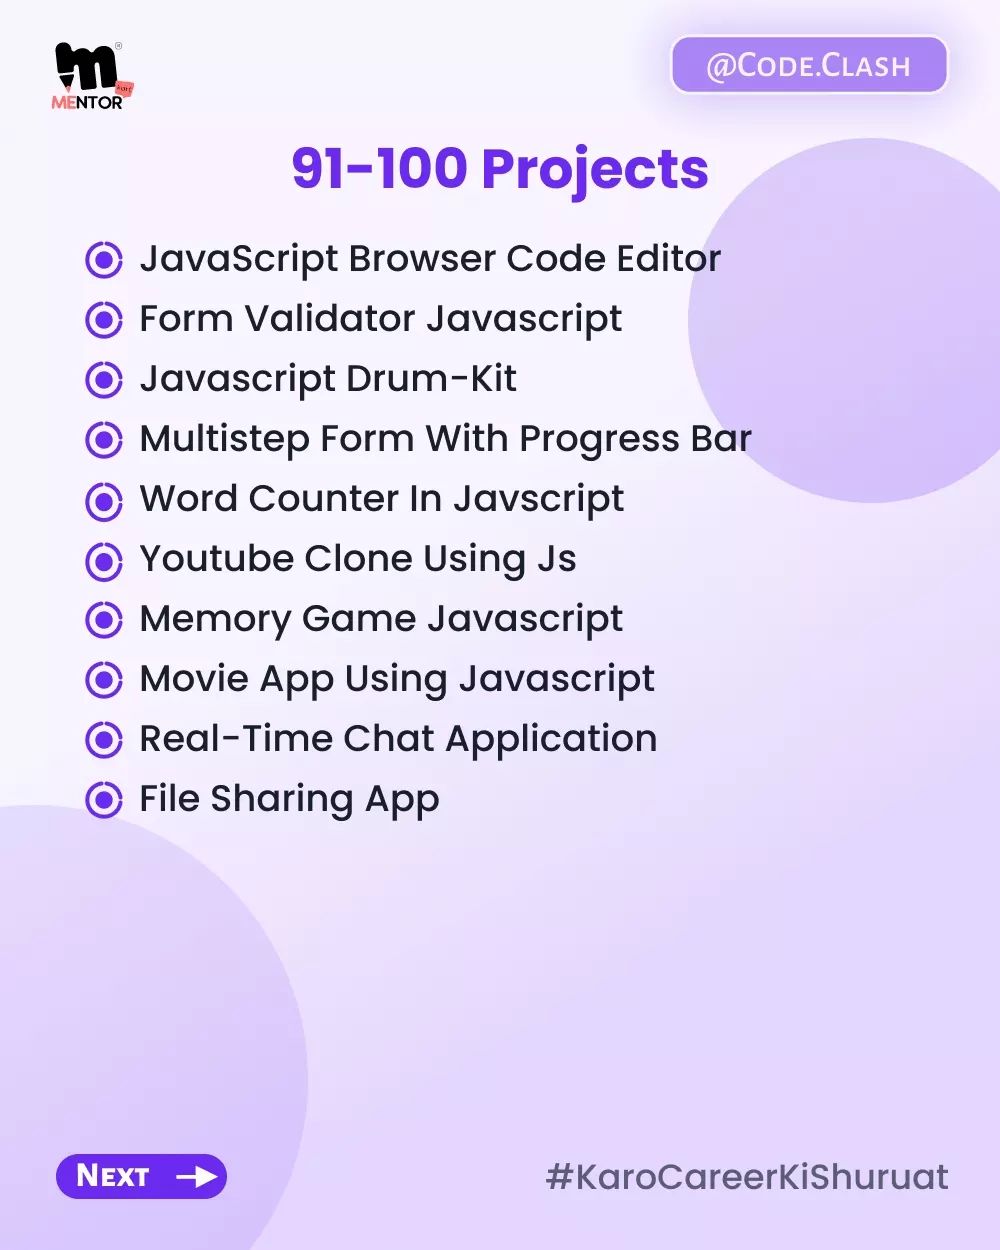 m®
MENTOR
@CODE.CLASH
91-100 Projects
JavaScript Browser Code Editor
Form Validator Javascript
Javascript Drum-Kit
Multistep Form With Progress Bar
Word Counter In Javscript
Youtube Clone Using Js
Memory Game Javascript
Movie App Using Javascript
Real-Time Chat Application
File Sharing App
NEXT
#KaroCareerKiShuruat